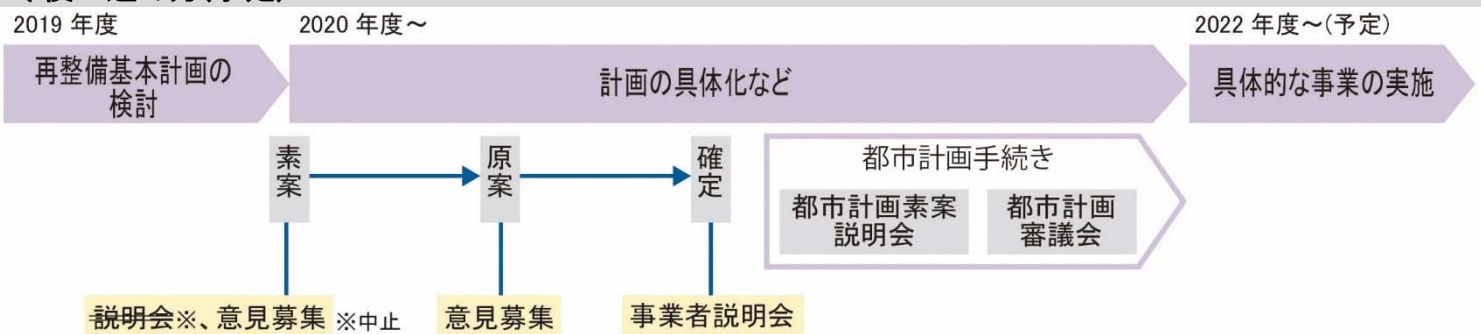 2019 年度
2020 年度～
2022 年度～(予定)
再整備基本計画の
検討
計画の具体化など
具体的な事業の実施
素案
原案
確定
都市計画手続き
都市計画素案
説明会
都市計画
審議会
説明会※、意見募集 ※中止
意見募集
事業者説明会